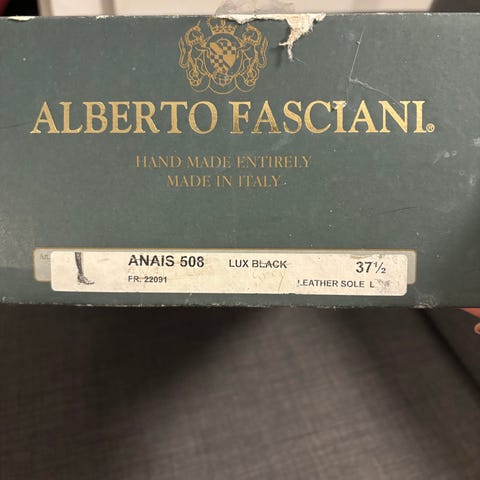 ALBERTO FASCIANI®
HAND MADE ENTIRELY
MADE IN ITALY
ANAIS 508 LUX BLACK 37½
FR. 22091 LEATHER SOLE